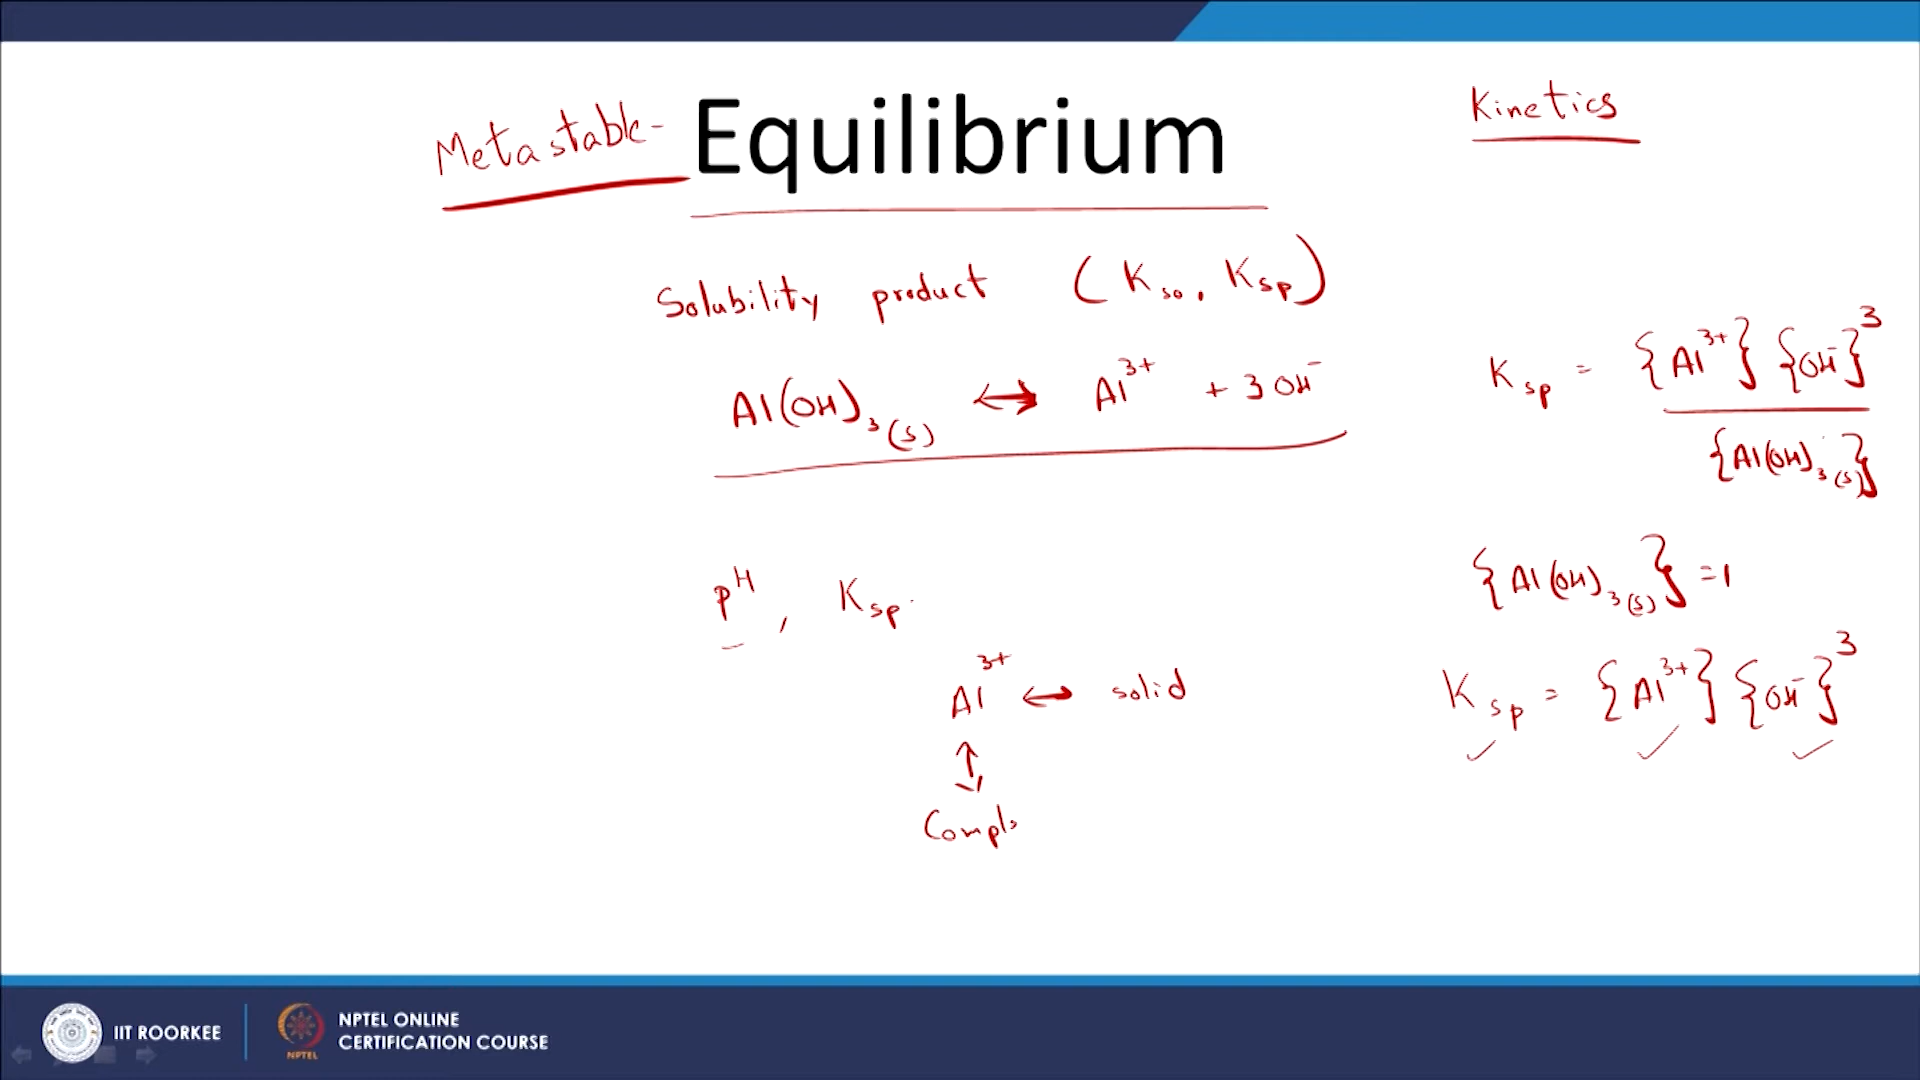 Metastable- Equilibrium
Kinetics
Solubility product (Kso, Ksp)
Al(OH)3(s) ↔ Al3+ + 3OH-
Ksp = {Al3+} {OH-}3
{Al(OH)3(s)}
{Al(OH)3(s)} = 1
pH, Ksp.
Al3+ ↔ solid
Ksp = {Al3+} {OH-}3
↕
IIT ROORKEE
NPTEL
NPTEL ONLINE
CERTIFICATION COURSE